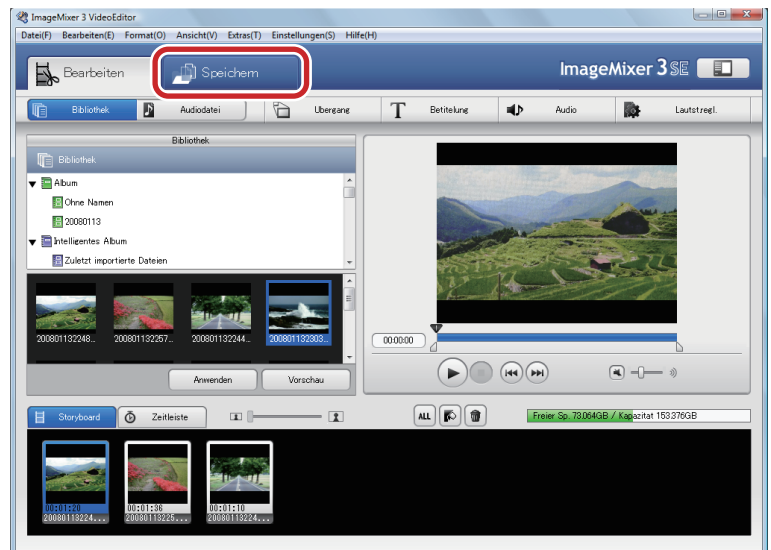 ImageMixer 3 VideoEditor
Datei(F) Bearbeiten(E) Format(O) Ansicht(V) Extras(T) Einstellungen(S) Hilfe(H)
Bearbeiten Speichern ImageMixer 3 SE
Bibliothek Audiodatei Ubergang Betitelung Audio Lautstregl.
Bibliothek
Bibliothek
Album
Ohne Namen
20080113
Intelligentes Album
Zuletzt importierte Dateien
200801132248... 200801132257... 200801132244... 200801132303...
00:00:00
Anwenden Vorschau
Storyboard Zeitleiste ALL Freier Sp. 73.064GB / Kapazitat 153.376GB
00:01:20 00:01:36 00:01:10
20080113224... 20080113225... 20080113224...